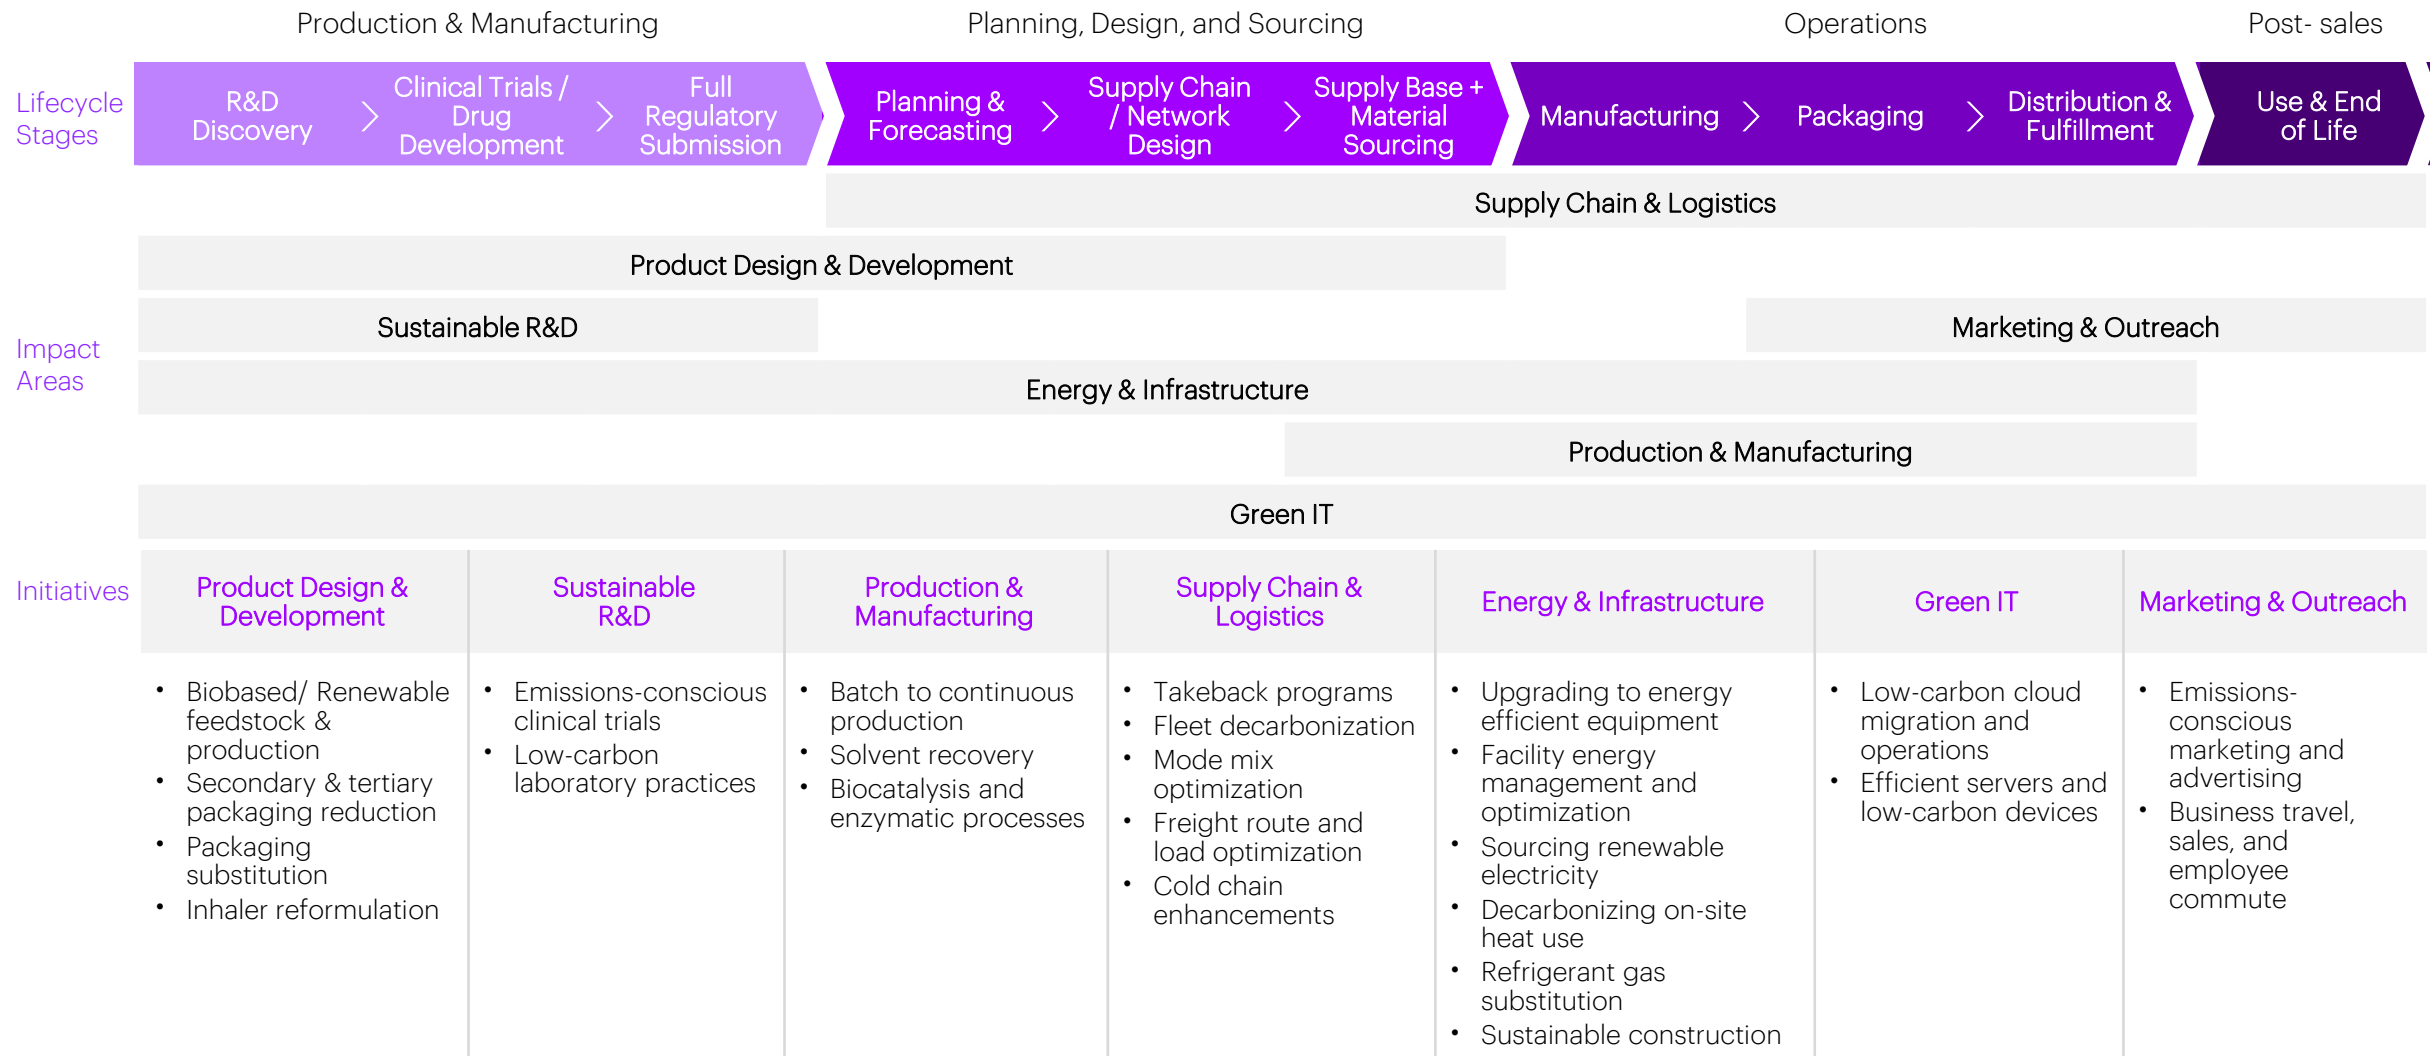 Production & Manufacturing
Planning, Design, and Sourcing
Operations
Post- sales
Lifecycle
Stages
R&D
Discovery
Clinical Trials /
Drug
Development
Full
Regulatory
Submission
Planning &
Forecasting
Supply Chain
/ Network
Design
Supply Base +
Material
Sourcing
Manufacturing
Packaging
Distribution &
Fulfillment
Use & End
of Life
Impact
Areas
Supply Chain & Logistics
Product Design & Development
Sustainable R&D
Marketing & Outreach
Energy & Infrastructure
Production & Manufacturing
Green IT
Initiatives
Product Design &
Development
• Biobased/ Renewable
feedstock &
production
• Secondary & tertiary
packaging reduction
• Packaging
substitution
• Inhaler reformulation
Sustainable
R&D
• Emissions-conscious
clinical trials
• Low-carbon
laboratory practices
Production &
Manufacturing
• Batch to continuous
production
• Solvent recovery
• Biocatalysis and
enzymatic processes
Supply Chain &
Logistics
• Takeback programs
• Fleet decarbonization
• Mode mix
optimization
• Freight route and
load optimization
• Cold chain
enhancements
Energy & Infrastructure
• Upgrading to energy
efficient equipment
• Facility energy
management and
optimization
• Sourcing renewable
electricity
• Decarbonizing on-site
heat use
• Refrigerant gas
substitution
• Sustainable construction
Green IT
• Low-carbon cloud
migration and
operations
• Efficient servers and
low-carbon devices
Marketing & Outreach
• Emissions-
conscious
marketing and
advertising
• Business travel,
sales, and
employee
commute